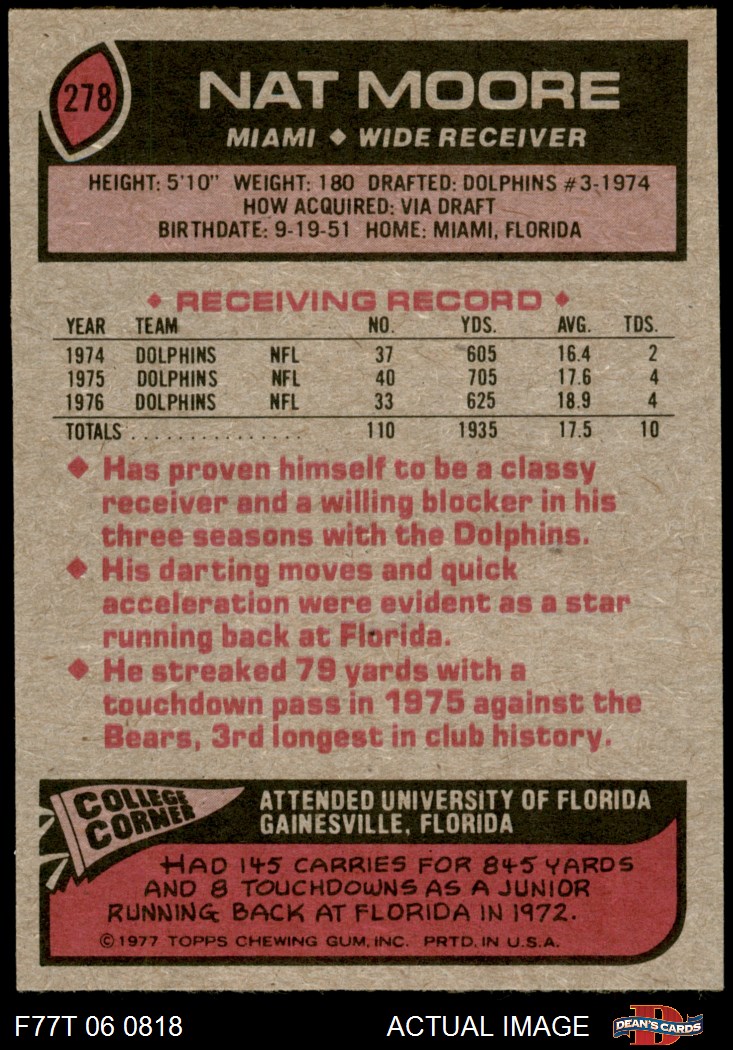 278
NAT MOORE
MIAMI ◆ WIDE RECEIVER
HEIGHT: 5'10" WEIGHT: 180 DRAFTED: DOLPHINS #3-1974
HOW ACQUIRED: VIA DRAFT
BIRTHDATE: 9-19-51 HOME: MIAMI, FLORIDA
◆ RECEIVING RECORD ◆
YEAR TEAM NO. YDS. AVG. TDS.
1974 DOLPHINS NFL 37 605 16.4 2
1975 DOLPHINS NFL 40 705 17.6 4
1976 DOLPHINS NFL 33 625 18.9 4
TOTALS . . . . . . . . . . . . . . . 110 1935 17.5 10
◆ Has proven himself to be a classy
receiver and a willing blocker in his
three seasons with the Dolphins.
◆ His darting moves and quick
acceleration were evident as a star
running back at Florida.
◆ He streaked 79 yards with a
touchdown pass in 1975 against the
Bears, 3rd longest in club history.
COLLEGE
CORNER
ATTENDED UNIVERSITY OF FLORIDA
GAINESVILLE, FLORIDA
HAD 145 CARRIES FOR 845 YARDS
AND 8 TOUCHDOWNS AS A JUNIOR
RUNNING BACK AT FLORIDA IN 1972.
©1977 TOPPS CHEWING GUM, INC. PRTD. IN U.S.A.
F77T 06 0818 ACTUAL IMAGE
D
DEAN'S CARDS